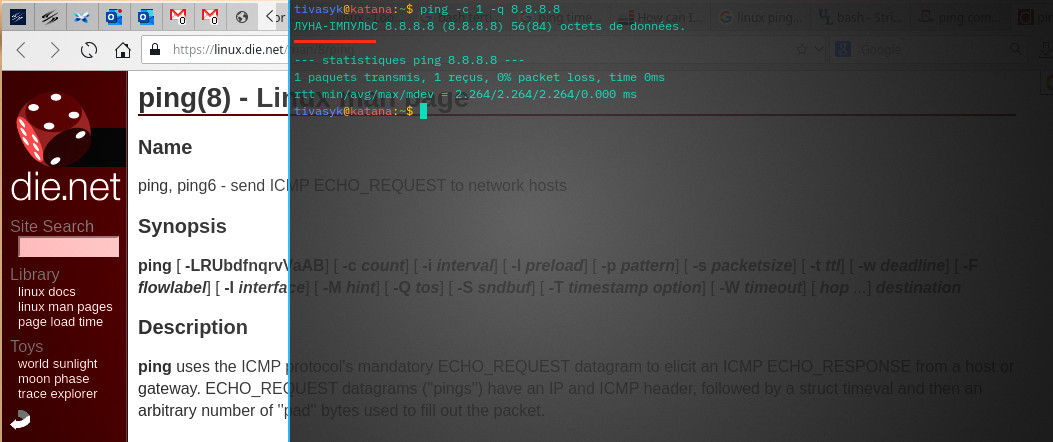 https://linux.die.net/
Google
tivasyk@katana:~$ ping -c 1 -q 8.8.8.8
ЛУНА-ІМПУЛЬС 8.8.8.8 (8.8.8.8) 56(84) octets de données.
--- statistiques ping 8.8.8.8 ---
1 paquets transmis, 1 reçus, 0% packet loss, time 0ms
rtt min/avg/max/mdev = 2.264/2.264/2.264/0.000 ms
tivasyk@katana:~$
die.net
Site Search
Library
linux docs
linux man pages
page load time
Toys
world sunlight
moon phase
trace explorer
ping(8) - Linux man page
Name
ping, ping6 - send ICMP ECHO_REQUEST to network hosts
Synopsis
ping [ -LRUbdfnqrvVaAB] [ -c count] [ -i interval] [ -l preload] [ -p pattern] [ -s packetsize] [ -t ttl] [ -w deadline] [ -F
flowlabel] [ -I interface] [ -M hint] [ -Q tos] [ -S sndbuf] [ -T timestamp option] [ -W timeout] [ hop ...] destination
Description
ping uses the ICMP protocol's mandatory ECHO_REQUEST datagram to elicit an ICMP ECHO_RESPONSE from a host or
gateway. ECHO_REQUEST datagrams ("pings") have an IP and ICMP header, followed by a struct timeval and then an
arbitrary number of "pad" bytes used to fill out the packet.